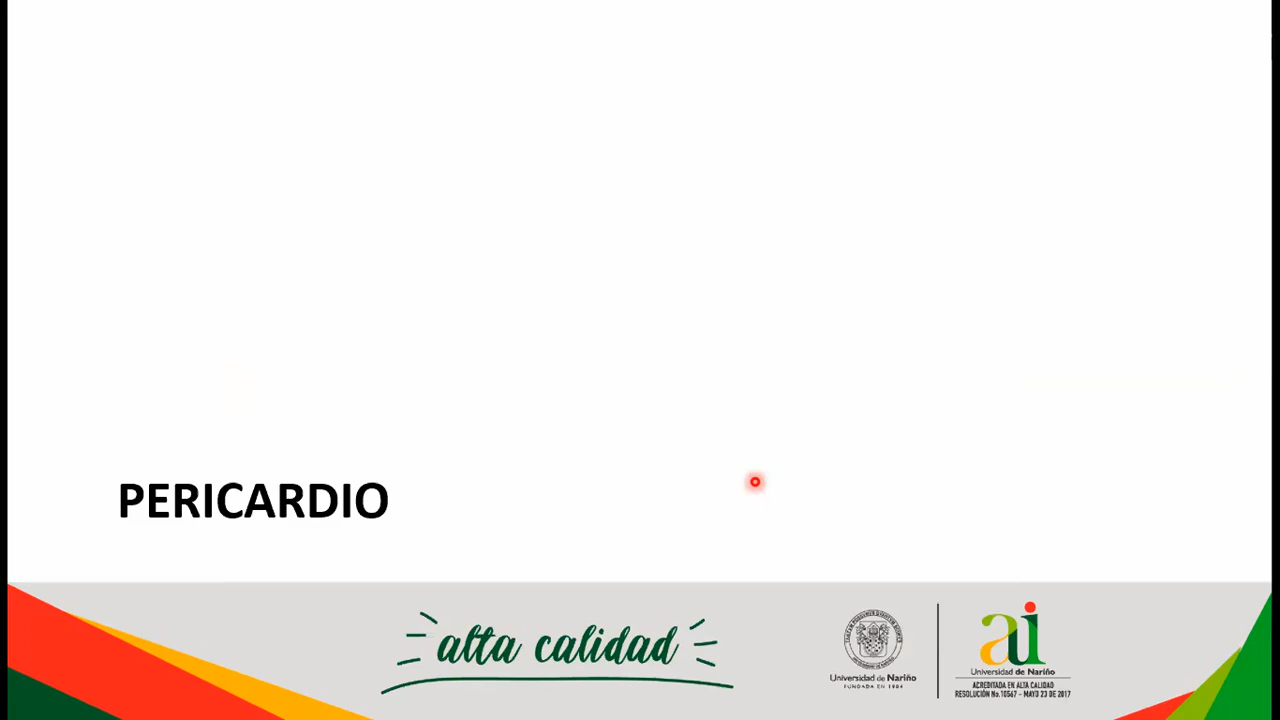 PERICARDIO
alta calidad
Universidad de Nariño
FUNDADA EN 1904
ai
Universidad de Nariño
ACREDITADA EN ALTA CALIDAD
RESOLUCIÓN No.10567 - MAYO 23 DE 2017